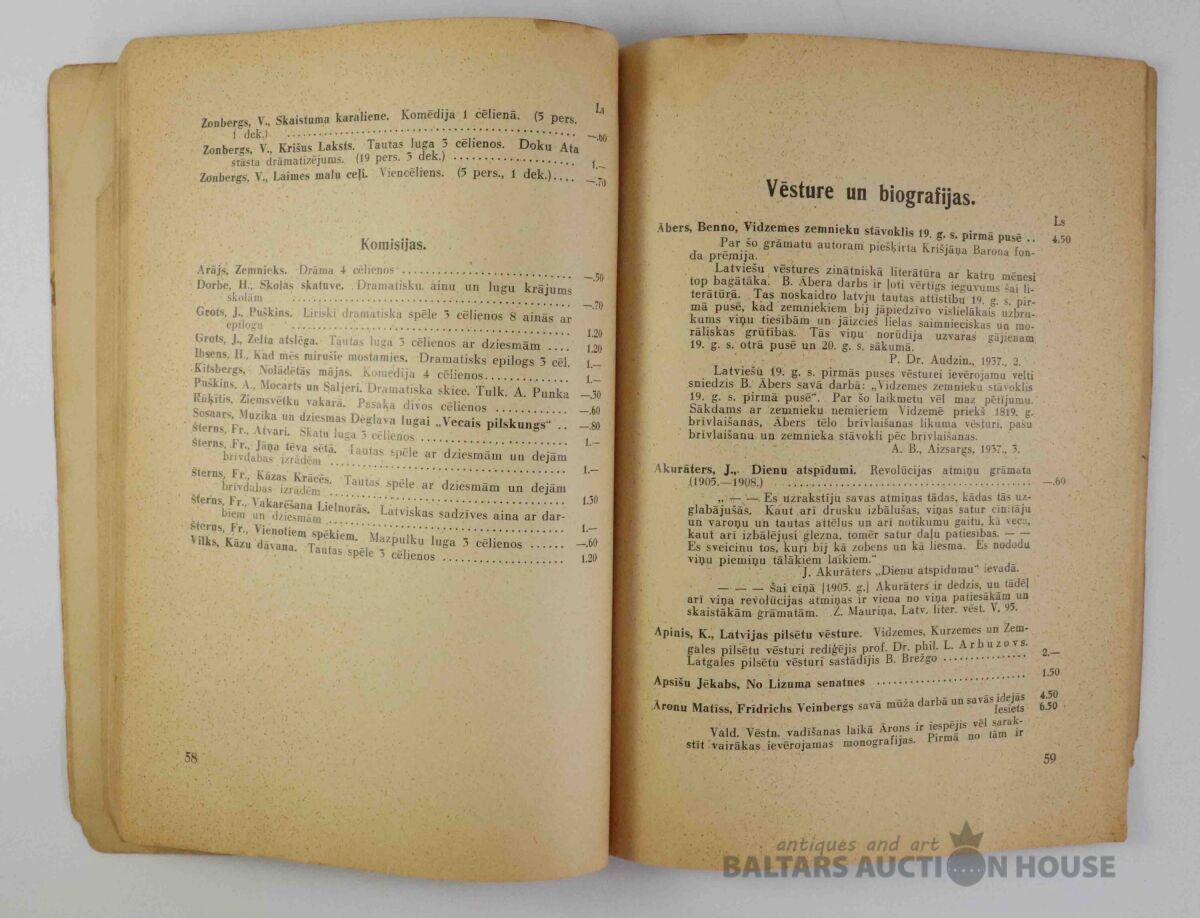 Ls
Zonbergs, V., Skaistuma karaliene. Komēdija 1 cēlienā. (5 pers.
1 dek.) .................... —.60
Zonbergs, V., Krišus Laksts. Tautas luga 3 cēlienos. Doku Ata
stāsta drāmatizējums. (19 pers. 3 dek.) .................... 1.—
Zonbergs, V., Laimes malu ceļi. Viencēliens. (5 pers., 1 dek.).... —.70
Komisijas.
Arājs, Zemnieks. Drāma 4 cēlienos .................... —.50
Dorbe, H., Skolas skatuve. Dramatisku ainu un lugu krājums
skolām .................... —.70
Grots, J., Puškins. Liriski dramatiska spēle 3 cēlienos 8 ainās ar
epilogu .................... 1.20
Grots, J., Zelta atslēga. Tautas luga 3 cēlienos ar dziesmām .... 1.20
Ibsens, H., Kad mēs mirušie mostamies. Dramatisks epilogs 3 cēl. 1.—
Kitsbergs. Nolādētās mājas. Komēdija 4 cēlienos.................... 1.—
Puškins, A., Mocarts un Saljeri. Dramatiska skice. Tulk. A. Punka —.30
Rūķītis, Ziemsvētku vakarā. Pasaka divos cēlienos .................... —.60
Sosaars, Muzika un dziesmas Dēglava lugai „Vecais pilskungs“ .. —.80
Šterns, Fr., Atvari. Skatu luga 3 cēlienos .................... 1.—
Šterns, Fr., Jāņa tēva sētā. Tautas spēle ar dziesmām un dejām
brīvdabas izrādēm .................... 1.—
Šterns, Fr., Kāzas Krācēs. Tautas spēle ar dziesmām un dejām
brīvdabas izrādēm .................... 1.50
Šterns, Fr., Vakarēšana Lielnorās. Latviskas sadzīves aina ar dar-
biem un dziesmām .................... 1.—
Šterns, Fr., Vienotiem spēkiem. Mazpulku luga 3 cēlienos ...... —.60
Vilks, Kāzu dāvana. Tautas spēle 3 cēlienos .................... 1.20
58
Vēsture un biografijas.
Ls
Ābers, Benno, Vidzemes zemnieku stāvoklis 19. g. s. pirmā pusē .. 4.50
Par šo grāmatu autoram piešķirta Krišjāņa Barona fon-
da prēmija.
Latviešu vēstures zinātniskā literātūra ar katru mēnesi
top bagātāka. B. Ābera darbs ir ļoti vērtīgs ieguvums šai li-
terātūrā. Tas noskaidro latvju tautas attīstību 19. g. s. pir-
mā pusē, kad zemniekiem bij jāpiedzīvo vislielākais uzbru-
kums viņu tiesībām un jāizcieš lielas saimnieciskas un mo-
rāliskas grūtības. Tās viņu norūdīja uzvaras gājienam
19. g. s. otrā pusē un 20. g. s. sākumā.
P. Dr. Audzin., 1937., 2.
Latviešu 19. g. s. pirmās puses vēsturei ievērojamu velti
sniedzis B. Ābers savā darbā: „Vidzemes zemnieku stāvoklis
19. g. s. pirmā pusē“. Par šo laikmetu vēl maz pētījumu.
Sākdams ar zemnieku nemieriem Vidzemē priekš 1819. g.
brīvlaišanas, Ābers tēlo brīvlaišanas likuma vēsturi, pašu
brīvlaišanu un zemnieka stāvokli pēc brīvlaišanas.
A. B., Aizsargs, 1937., 3.
Akurāters, J.,. Dienu atspīdumi. Revolūcijas atmiņu grāmata
(1905.—1908.) .................... —.60
„ — —. Es uzrakstīju savas atmiņas tādas, kādas tās uz-
glabājušās. Kaut arī drusku izbālušas, viņas satur cīnītāju
un varoņu un tautas attēlus un arī notikumu gaitu, kā vecu,
kaut arī izbālējusi glezna, tomēr satur daļu patiesības. — —
Es sveicinu tos, kuŗi bij kā zobens un kā liesma. Es nododu
viņu piemiņu tālākiem laikiem.“
J. Akurāters „Dienu atspīdumu“ ievadā.
— — — Šai cīņā [1905. g.] Akurāters ir dedzis, un tādēļ
arī viņa revolūcijas atmiņas ir viena no viņa patiesākām un
skaistākām grāmatām. Z. Mauriņa, Latv. liter. vēst. V, 95.
Apinis, K., Latvijas pilsētu vēsture. Vidzemes, Kurzemes un Zem-
gales pilsētu vēsturi rediģējis prof. Dr. phil. L. Arbuzovs.
Latgales pilsētu vēsturi sastādījis B. Brežgo .................... 2.—
Apsīšu Jēkabs, No Lizuma senatnes .................... 1.50
Āronu Matīss, Frīdrichs Veinbergs savā mūža darbā un savās idejās 4.50
Iesiets 6.50
Vald. Vēstn. vadīšanas laikā Ārons ir iespējis vēl sarak-
stīt vairākas ievērojamas monografijas. Pirmā no tām ir
59
antiques and art
BALTARS AUCTION HOUSE